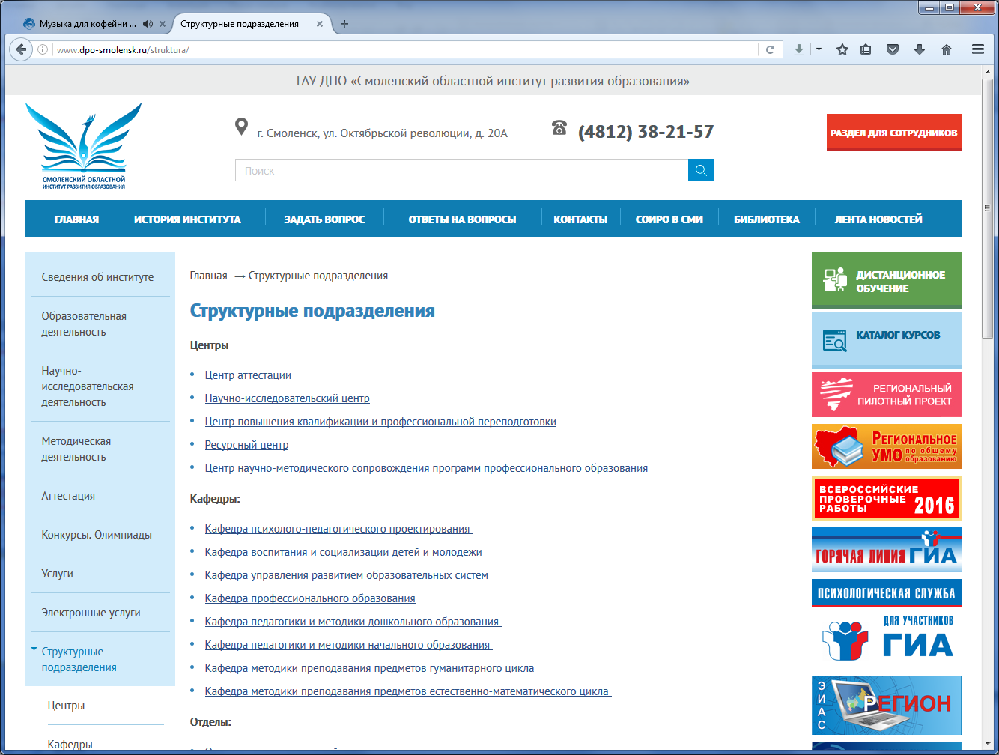 Музыка для кофейни ...
Структурные подразделения
www.dpo-smolensk.ru/struktura/
ГАУ ДПО «Смоленский областной институт развития образования»
СМОЛЕНСКИЙ ОБЛАСТНОЙ
ИНСТИТУТ РАЗВИТИЯ ОБРАЗОВАНИЯ
г. Смоленск, ул. Октябрьской революции, д. 20А
(4812) 38-21-57
РАЗДЕЛ ДЛЯ СОТРУДНИКОВ
Поиск
ГЛАВНАЯ
ИСТОРИЯ ИНСТИТУТА
ЗАДАТЬ ВОПРОС
ОТВЕТЫ НА ВОПРОСЫ
КОНТАКТЫ
СОИРО В СМИ
БИБЛИОТЕКА
ЛЕНТА НОВОСТЕЙ
Сведения об институте
Образовательная
деятельность
Научно-
исследовательская
деятельность
Методическая
деятельность
Аттестация
Конкурсы. Олимпиады
Услуги
Электронные услуги
Структурные
подразделения
Центры
Кафедры
Главная → Структурные подразделения
Структурные подразделения
Центры
Центр аттестации
Научно-исследовательский центр
Центр повышения квалификации и профессиональной переподготовки
Ресурсный центр
Центр научно-методического сопровождения программ профессионального образования
Кафедры:
Кафедра психолого-педагогического проектирования
Кафедра воспитания и социализации детей и молодежи
Кафедра управления развитием образовательных систем
Кафедра профессионального образования
Кафедра педагогики и методики дошкольного образования
Кафедра педагогики и методики начального образования
Кафедра методики преподавания предметов гуманитарного цикла
Кафедра методики преподавания предметов естественно-математического цикла
Отделы:
ДИСТАНЦИОННОЕ
ОБУЧЕНИЕ
КАТАЛОГ КУРСОВ
РЕГИОНАЛЬНЫЙ
ПИЛОТНЫЙ ПРОЕКТ
РЕГИОНАЛЬНОЕ
УМО по общему
образованию
ВСЕРОССИЙСКИЕ
ПРОВЕРОЧНЫЕ
РАБОТЫ 2016
ГОРЯЧАЯ ЛИНИЯ ГИА
ПСИХОЛОГИЧЕСКАЯ СЛУЖБА
ДЛЯ УЧАСТНИКОВ
ГИА
ЭИАС
РЕГИОН